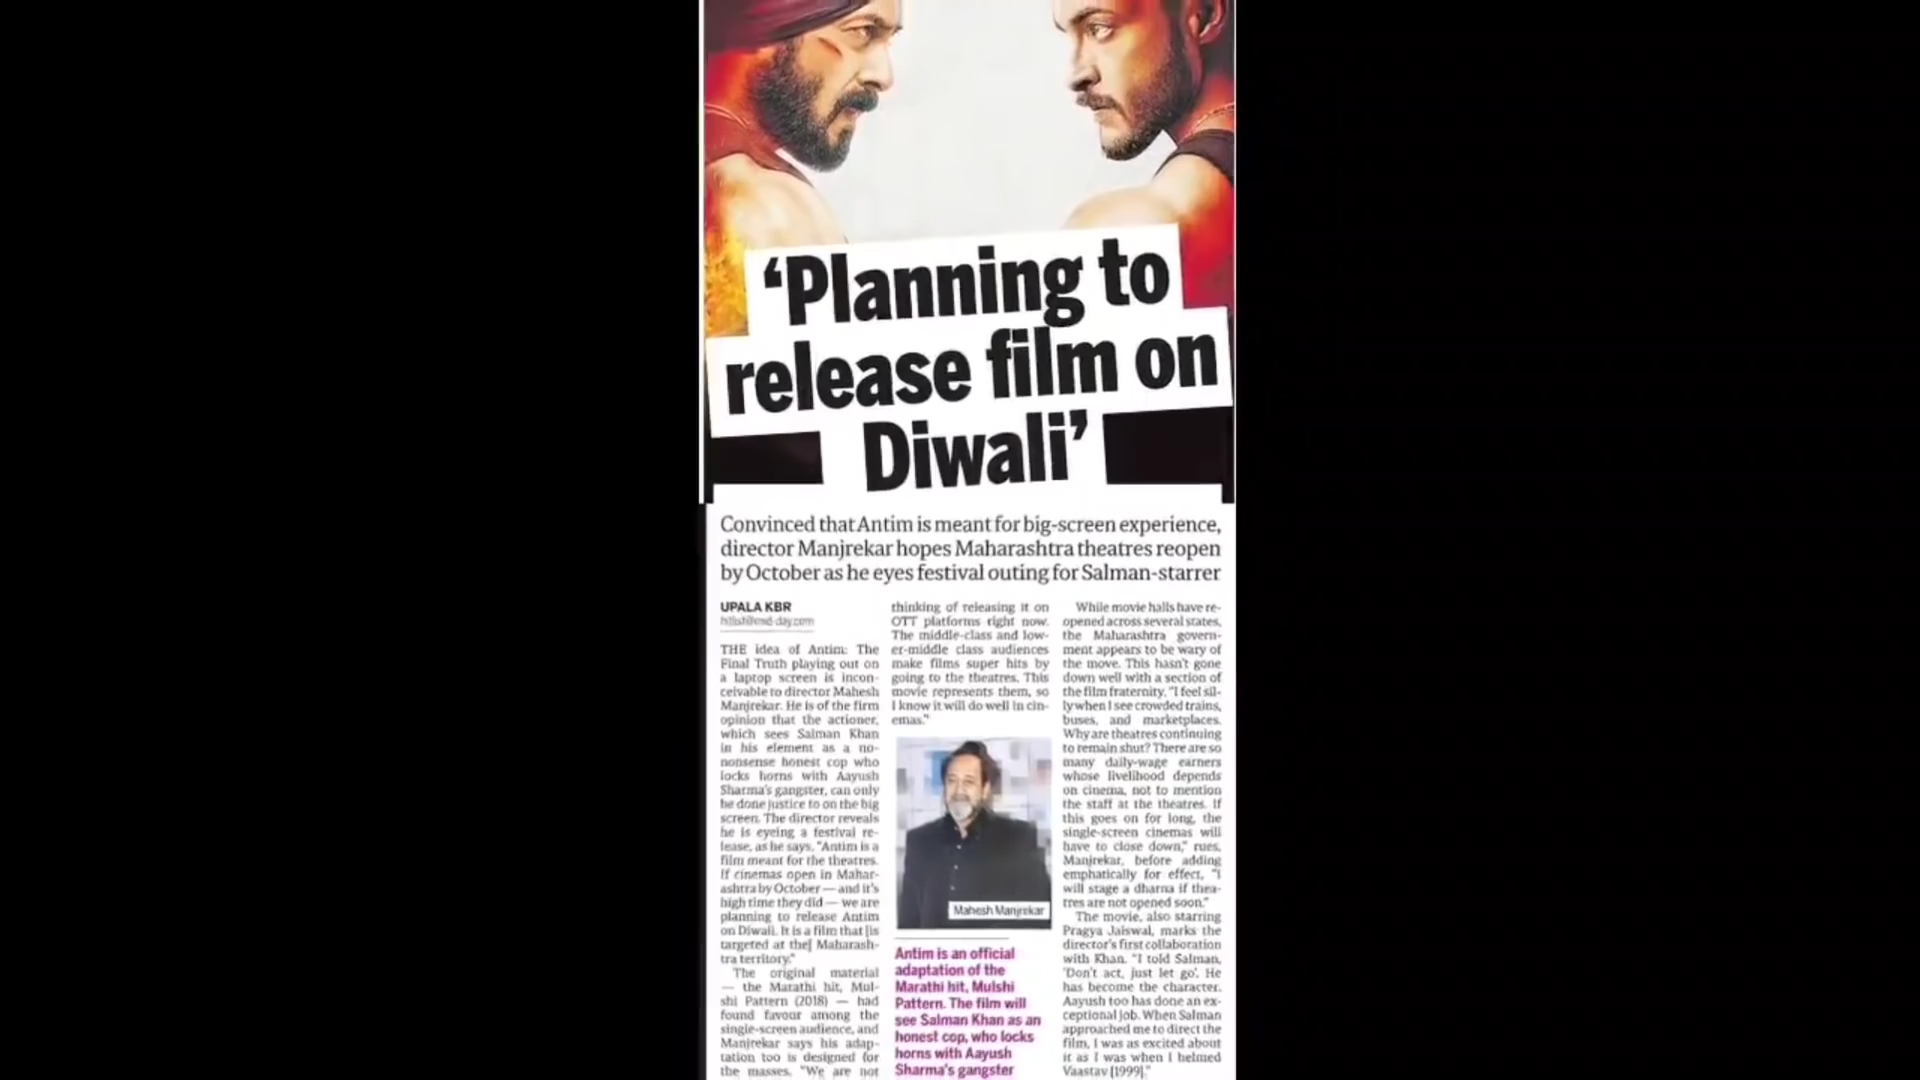 ‘Planning to
release film on
Diwali’
Convinced that Antim is meant for big-screen experience,
director Manjrekar hopes Maharashtra theatres reopen
by October as he eyes festival outing for Salman-starrer
UPALA KBR
hitlist@mid-day.com
THE idea of Antim: The
Final Truth playing out on
a laptop screen is incon-
ceivable to director Mahesh
Manjrekar. He is of the firm
opinion that the actioner,
which sees Salman Khan
in his element as a no-
nonsense honest cop who
locks horns with Aayush
Sharma's gangster, can only
be done justice to on the big
screen. The director reveals
he is eyeing a festival re-
lease, as he says, "Antim is a
film meant for the theatres.
If cinemas open in Mahar-
ashtra by October — and it's
high time they did — we are
planning to release Antim
on Diwali. It is a film that [is
targeted at the] Maharash-
tra territory."
The original material
— the Marathi hit, Mul-
shi Pattern (2018) — had
found favour among the
single-screen audience, and
Manjrekar says his adap-
tation too is designed for
the masses. "We are not
thinking of releasing it on
OTT platforms right now.
The middle-class and low-
er-middle class audiences
make films super hits by
going to the theatres. This
movie represents them, so
I know it will do well in cin-
emas."
Mahesh Manjrekar
Antim is an official
adaptation of the
Marathi hit, Mulshi
Pattern. The film will
see Salman Khan as an
honest cop, who locks
horns with Aayush
Sharma's gangster
While movie halls have re-
opened across several states,
the Maharashtra govern-
ment appears to be wary of
the move. This hasn't gone
down well with a section of
the film fraternity. "I feel sil-
ly when I see crowded trains,
buses, and marketplaces.
Why are theatres continuing
to remain shut? There are so
many daily-wage earners
whose livelihood depends
on cinema, not to mention
the staff at the theatres. If
this goes on for long, the
single-screen cinemas will
have to close down," rues,
Manjrekar, before adding
emphatically for effect, "I
will stage a dharna if thea-
tres are not opened soon."
The movie, also starring
Pragya Jaiswal, marks the
director's first collaboration
with Khan. "I told Salman,
'Don't act, just let go'. He
has become the character.
Aayush too has done an ex-
ceptional job. When Salman
approached me to direct the
film, I was as excited about
it as I was when I helmed
Vaastav [1999]."